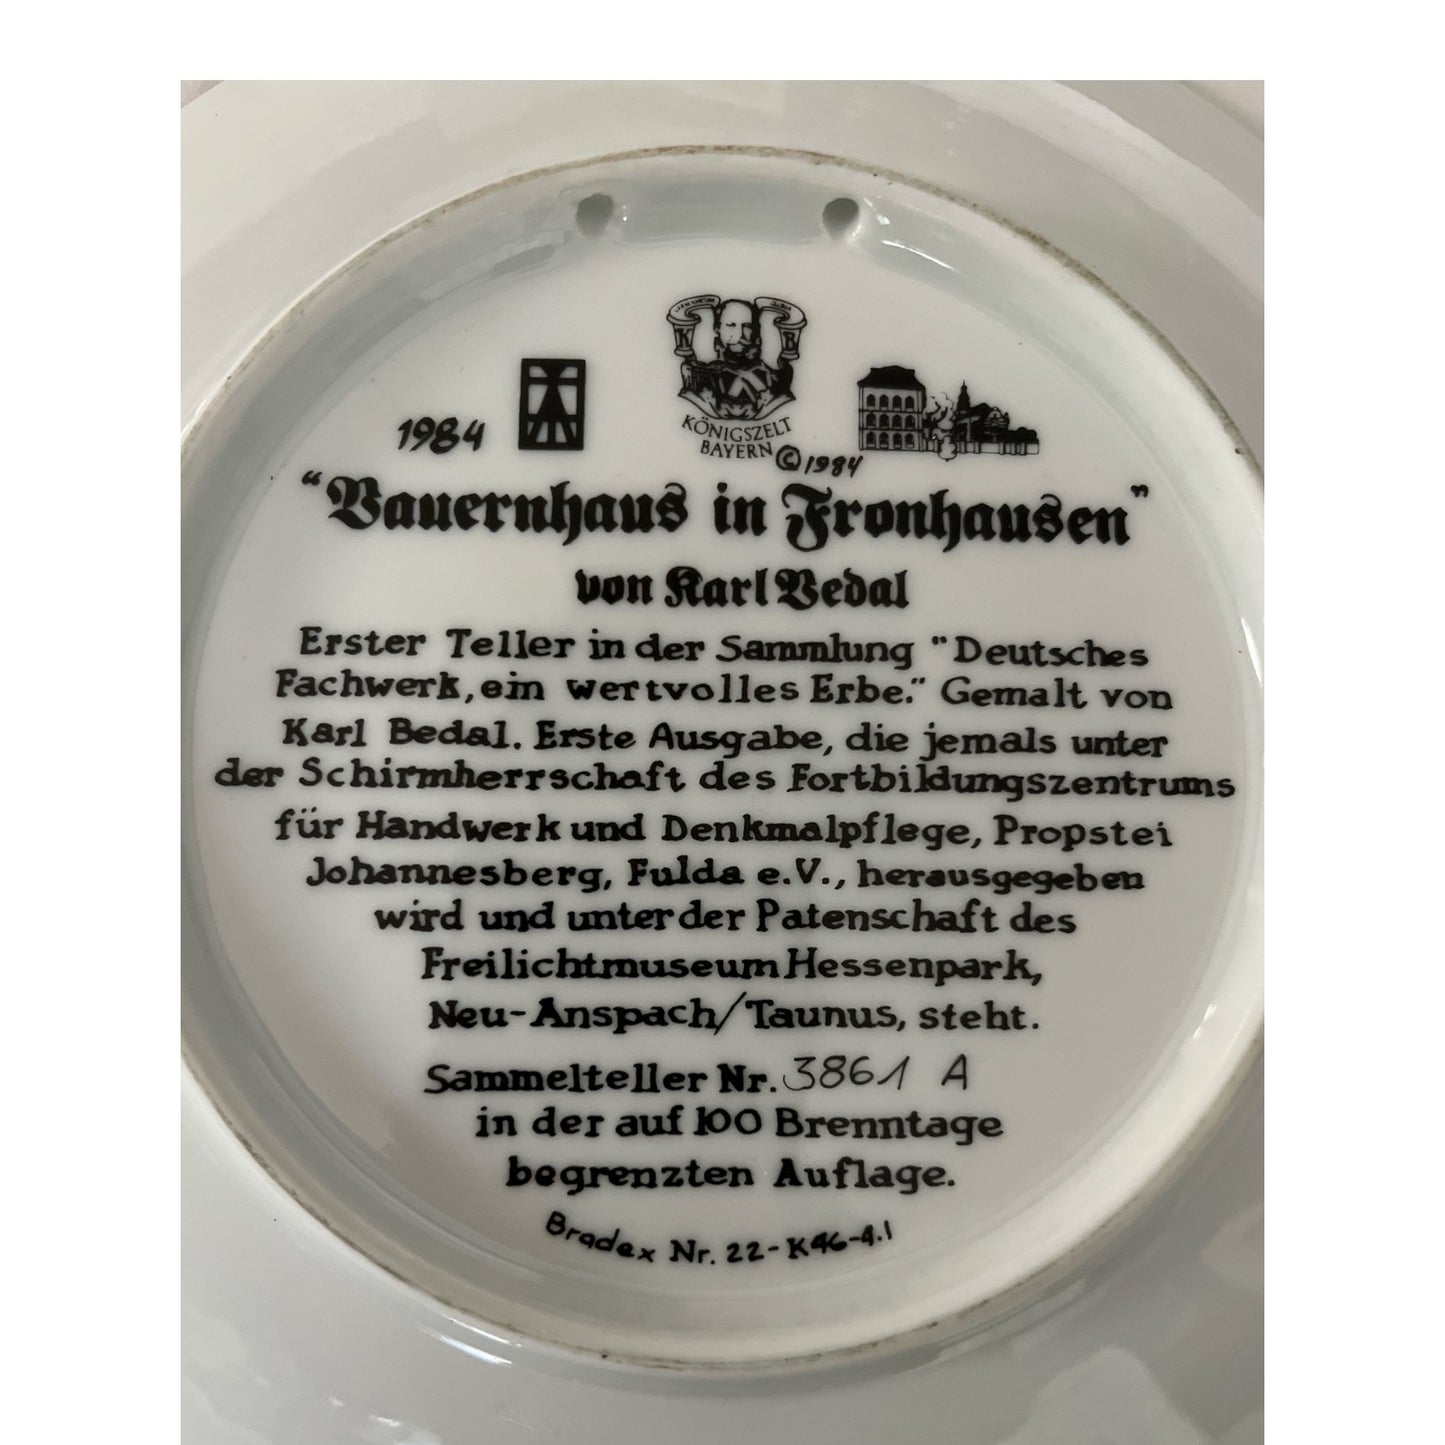 K B
KÖNIGSZELT
BAYERN © 1984
1984
"Bauernhaus in Fronhausen"
von Karl Bedal
Erster Teller in der Sammlung "Deutsches
Fachwerk, ein wertvolles Erbe." Gemalt von
Karl Bedal. Erste Ausgabe, die jemals unter
der Schirmherrschaft des Fortbildungszentrums
für Handwerk und Denkmalpflege, Propstei
Johannesberg, Fulda e.V., herausgegeben
wird und unter der Patenschaft des
Freilichtmuseum Hessenpark,
Neu-Anspach/Taunus, steht.
Sammelteller Nr. 3861 A
in der auf 100 Brenntage
begrenzten Auflage.
Bradex Nr. 22-K46-4.1